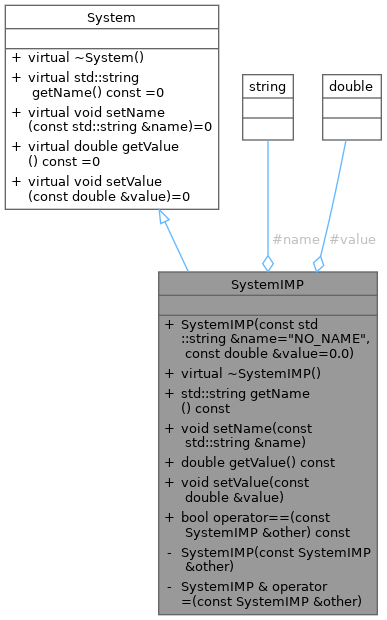 System
+ virtual ~System()
+ virtual std::string
getName() const =0
+ virtual void setName
(const std::string &name)=0
+ virtual double getValue
() const =0
+ virtual void setValue
(const double &value)=0
string
double
#name
#value
SystemIMP
+ SystemIMP(const std
::string &name="NO_NAME",
const double &value=0.0)
+ virtual ~SystemIMP()
+ std::string getName
() const
+ void setName(const
std::string &name)
+ double getValue() const
+ void setValue(const
double &value)
+ bool operator==(const
SystemIMP &other) const
- SystemIMP(const SystemIMP
&other)
- SystemIMP & operator
=(const SystemIMP &other)